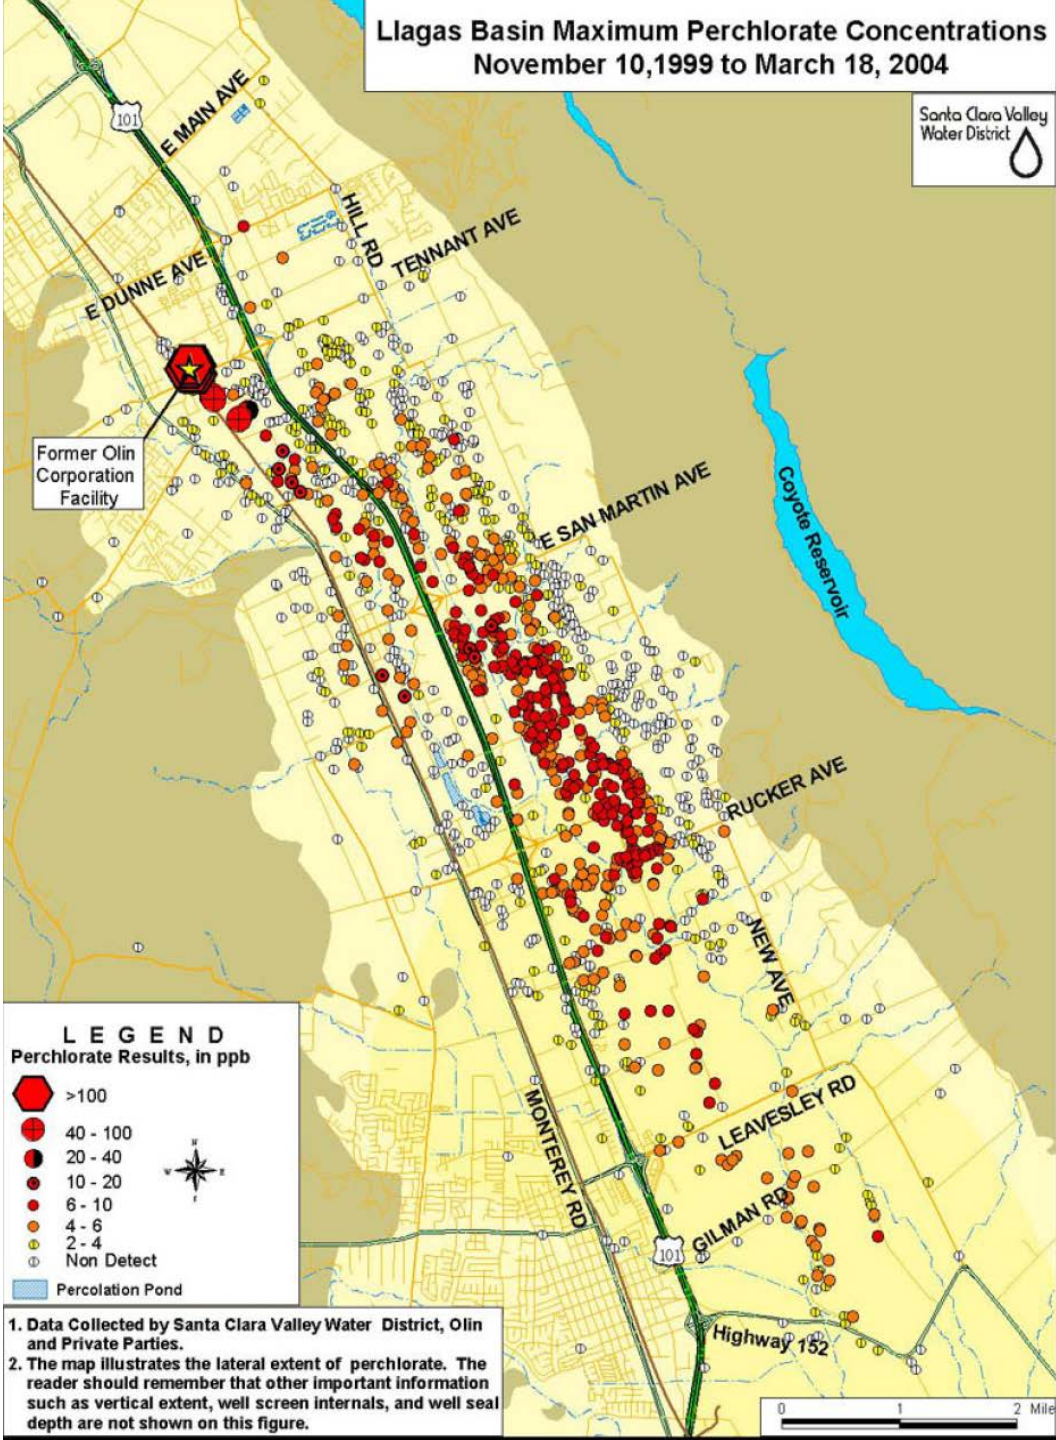 Llagas Basin Maximum Perchlorate Concentrations
November 10,1999 to March 18, 2004
Santa Clara Valley
Water District
101
E MAIN AVE
HILL RD
TENNANT AVE
E DUNNE AVE
Former Olin
Corporation
Facility
E SAN MARTIN AVE
Coyote Reservoir
RUCKER AVE
NEW AVE
LEAVESLEY RD
MONTEREY RD
GILMAN RD
101
Highway 152
LEGEND
Perchlorate Results, in ppb
>100
40 - 100
20 - 40
10 - 20
6 - 10
4 - 6
2 - 4
Non Detect
Percolation Pond
N
W
E
1. Data Collected by Santa Clara Valley Water District, Olin
and Private Parties.
2. The map illustrates the lateral extent of perchlorate. The
reader should remember that other important information
such as vertical extent, well screen internals, and well seal
depth are not shown on this figure.
0 1 2 Mile